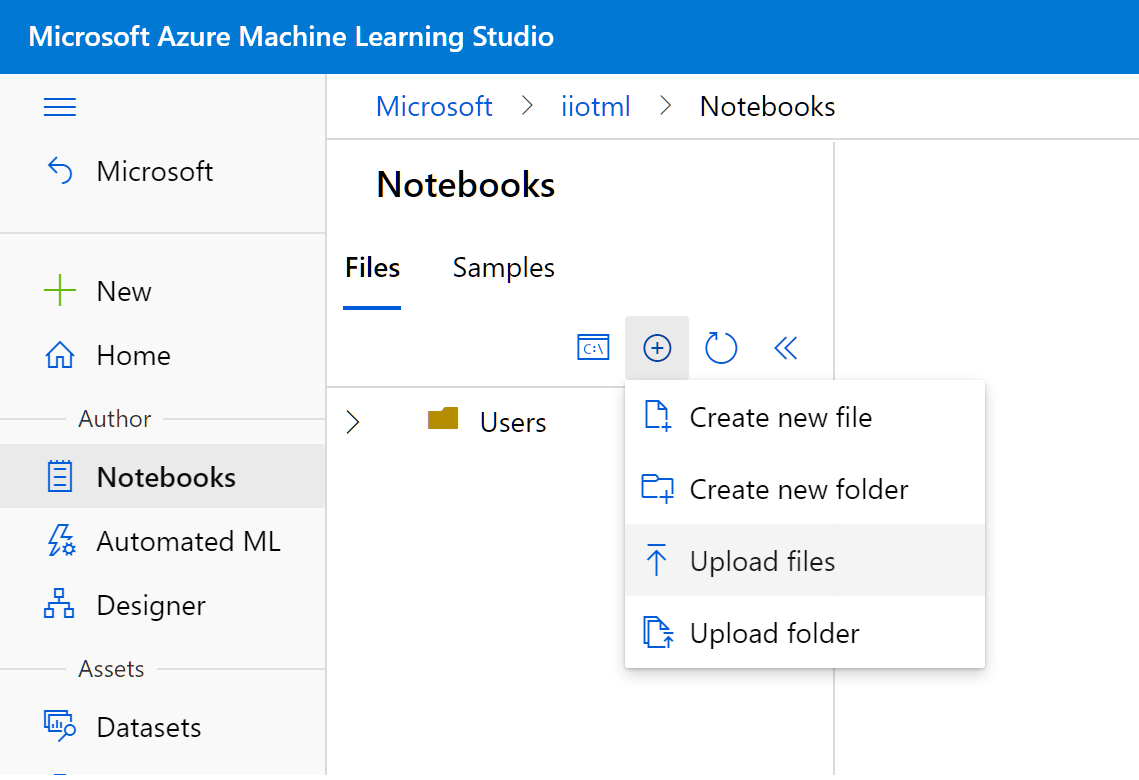 Microsoft Azure Machine Learning Studio
Microsoft
New
Home
Author
Notebooks
Automated ML
Designer
Assets
Datasets
Microsoft > iiotml > Notebooks
Notebooks
Files Samples
C:\
Users
Create new file
Create new folder
Upload files
Upload folder